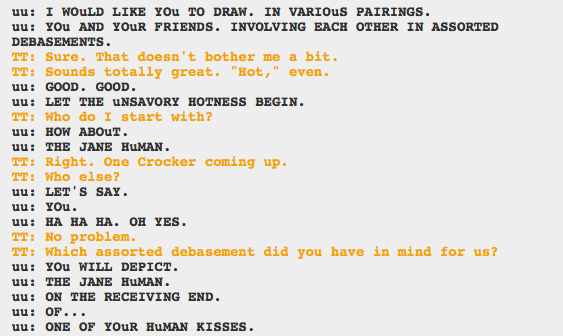 uu: I WOuLD LIKE YOu TO DRAW. IN VARIOuS PAIRINGS.
uu: YOu AND YOuR FRIENDS. INVOLVING EACH OTHER IN ASSORTED
DEBASEMENTS.
TT: Sure. That doesn't bother me a bit.
TT: Sounds totally great. "Hot," even.
uu: GOOD. GOOD.
uu: LET THE uNSAVORY HOTNESS BEGIN.
TT: Who do I start with?
uu: HOW ABOuT.
uu: THE JANE HuMAN.
TT: Right. One Crocker coming up.
TT: Who else?
uu: LET'S SAY.
uu: YOu.
uu: HA HA HA. OH YES.
TT: No problem.
TT: Which assorted debasement did you have in mind for us?
uu: YOu WILL DEPICT.
uu: THE JANE HuMAN.
uu: ON THE RECEIVING END.
uu: OF...
uu: ONE OF YOuR HuMAN KISSES.